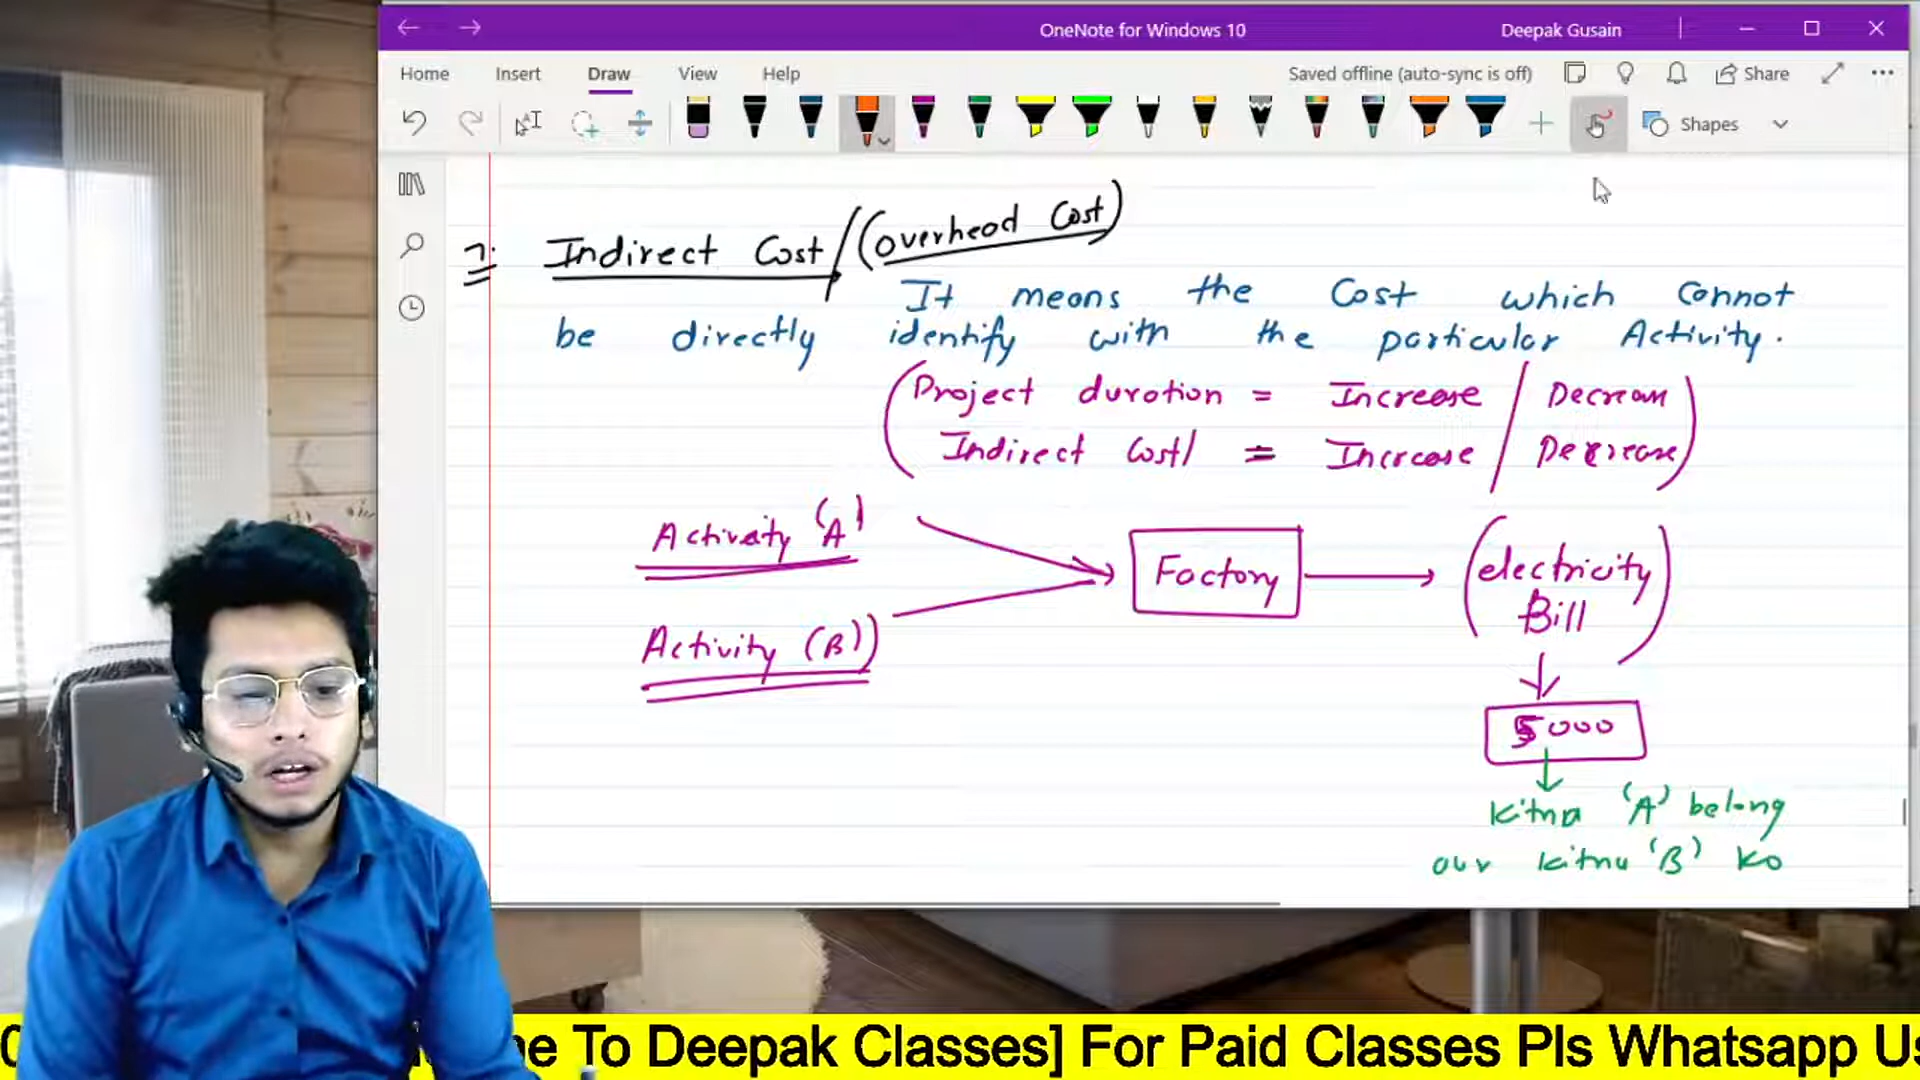 OneNote for Windows 10
Deepak Gusain
Home Insert Draw View Help
Saved offline (auto-sync is off)
Share
Shapes
7:
Indirect Cost/(overhead Cost)
It means the Cost which cannot
be directly identify with the particular Activity.
(Project duration = Increase / Decrease)
Indirect Cost/ = Increase / Decrease
Activity (A)
Activity (B))
Factory
(electricity
Bill)
5000
kitna 'A' belong
aur kitna 'B' ko
ne To Deepak Classes] For Paid Classes Pls Whatsapp Us